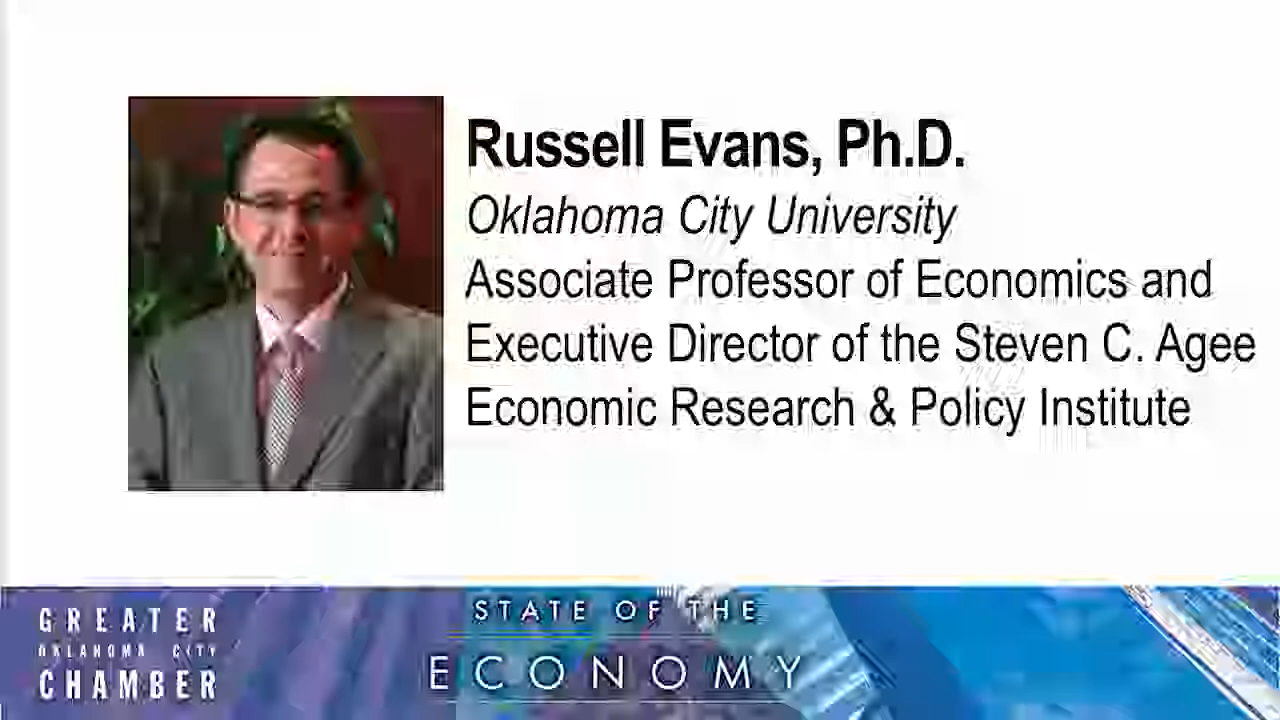 Russell Evans, Ph.D.
Oklahoma City University
Associate Professor of Economics and
Executive Director of the Steven C. Agee
Economic Research & Policy Institute
GREATER
OKLAHOMA CITY
CHAMBER
STATE OF THE
ECONOMY